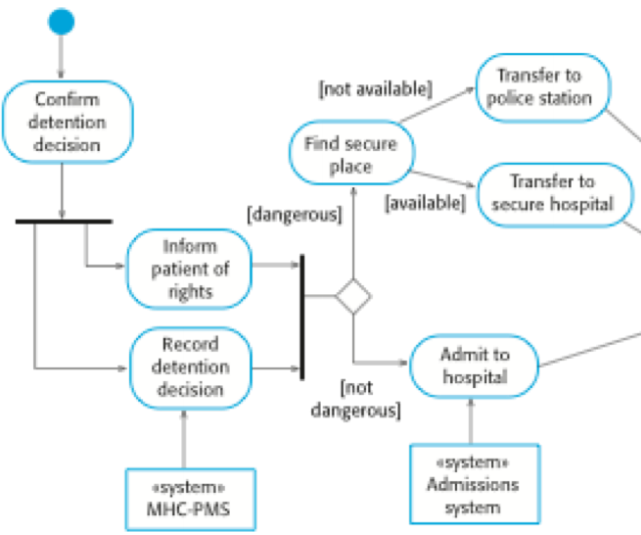 Confirm
detention
decision
Inform
patient of
rights
Record
detention
decision
«system»
MHC-PMS
[dangerous]
[not
dangerous]
Find secure
place
[not available]
[available]
Transfer to
police station
Transfer to
secure hospital
Admit to
hospital
«system»
Admissions
system